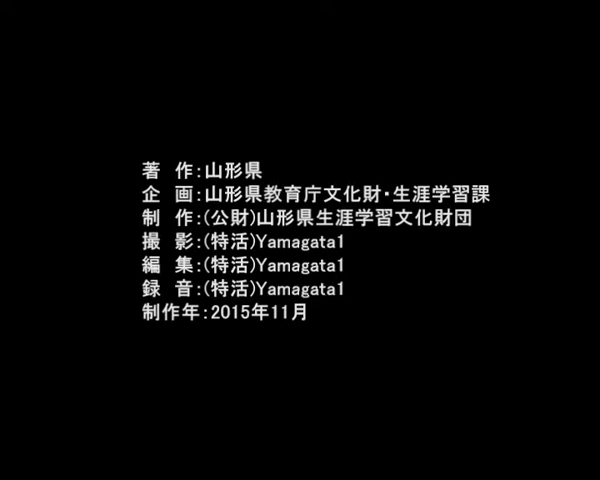 著 作:山形県
企 画:山形県教育庁文化財・生涯学習課
制 作:(公財)山形県生涯学習文化財団
撮 影:(特活)Yamagata1
編 集:(特活)Yamagata1
録 音:(特活)Yamagata1
制作年:2015年11月